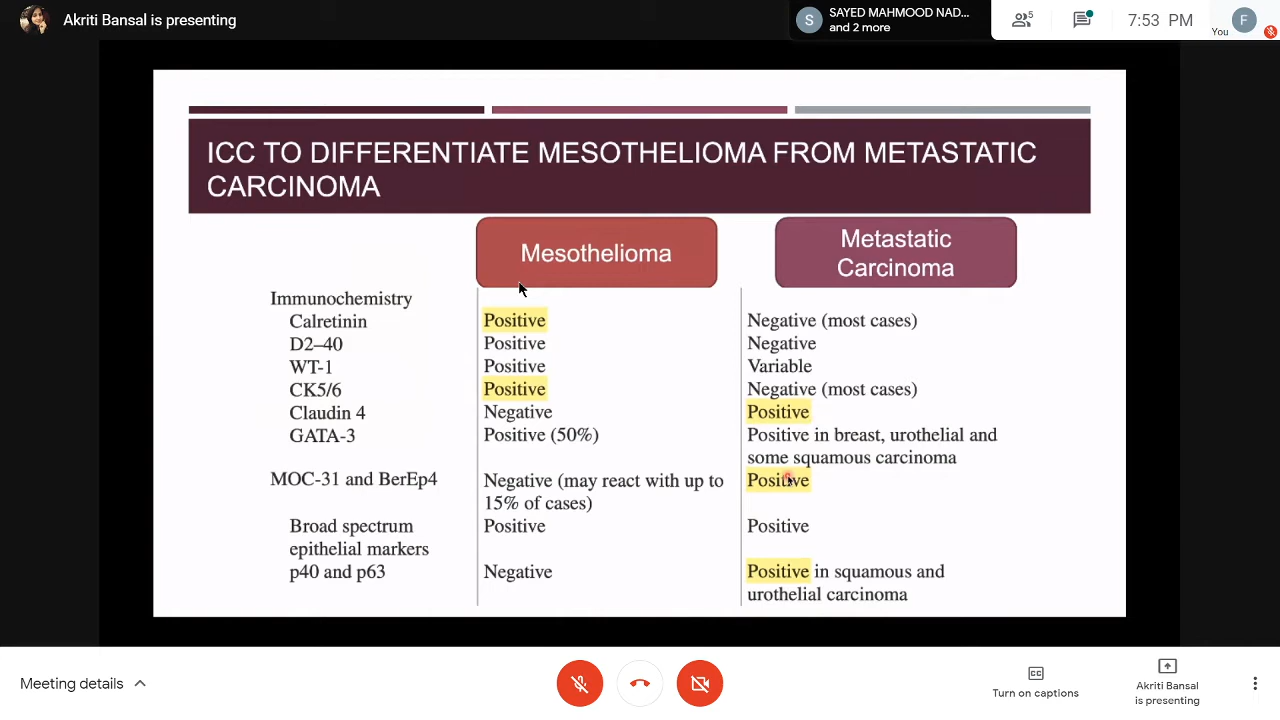 Akriti Bansal is presenting
S
SAYED MAHMOOD NAD...
and 2 more
5
7:53 PM
You
F
ICC TO DIFFERENTIATE MESOTHELIOMA FROM METASTATIC
CARCINOMA
Mesothelioma
Metastatic
Carcinoma
Immunochemistry
Calretinin Positive Negative (most cases)
D2–40 Positive Negative
WT-1 Positive Variable
CK5/6 Positive Negative (most cases)
Claudin 4 Negative Positive
GATA-3 Positive (50%) Positive in breast, urothelial and
some squamous carcinoma
MOC-31 and BerEp4 Negative (may react with up to Positive
15% of cases)
Broad spectrum Positive Positive
epithelial markers
p40 and p63 Negative Positive in squamous and
urothelial carcinoma
Meeting details
CC
Turn on captions
Akriti Bansal
is presenting